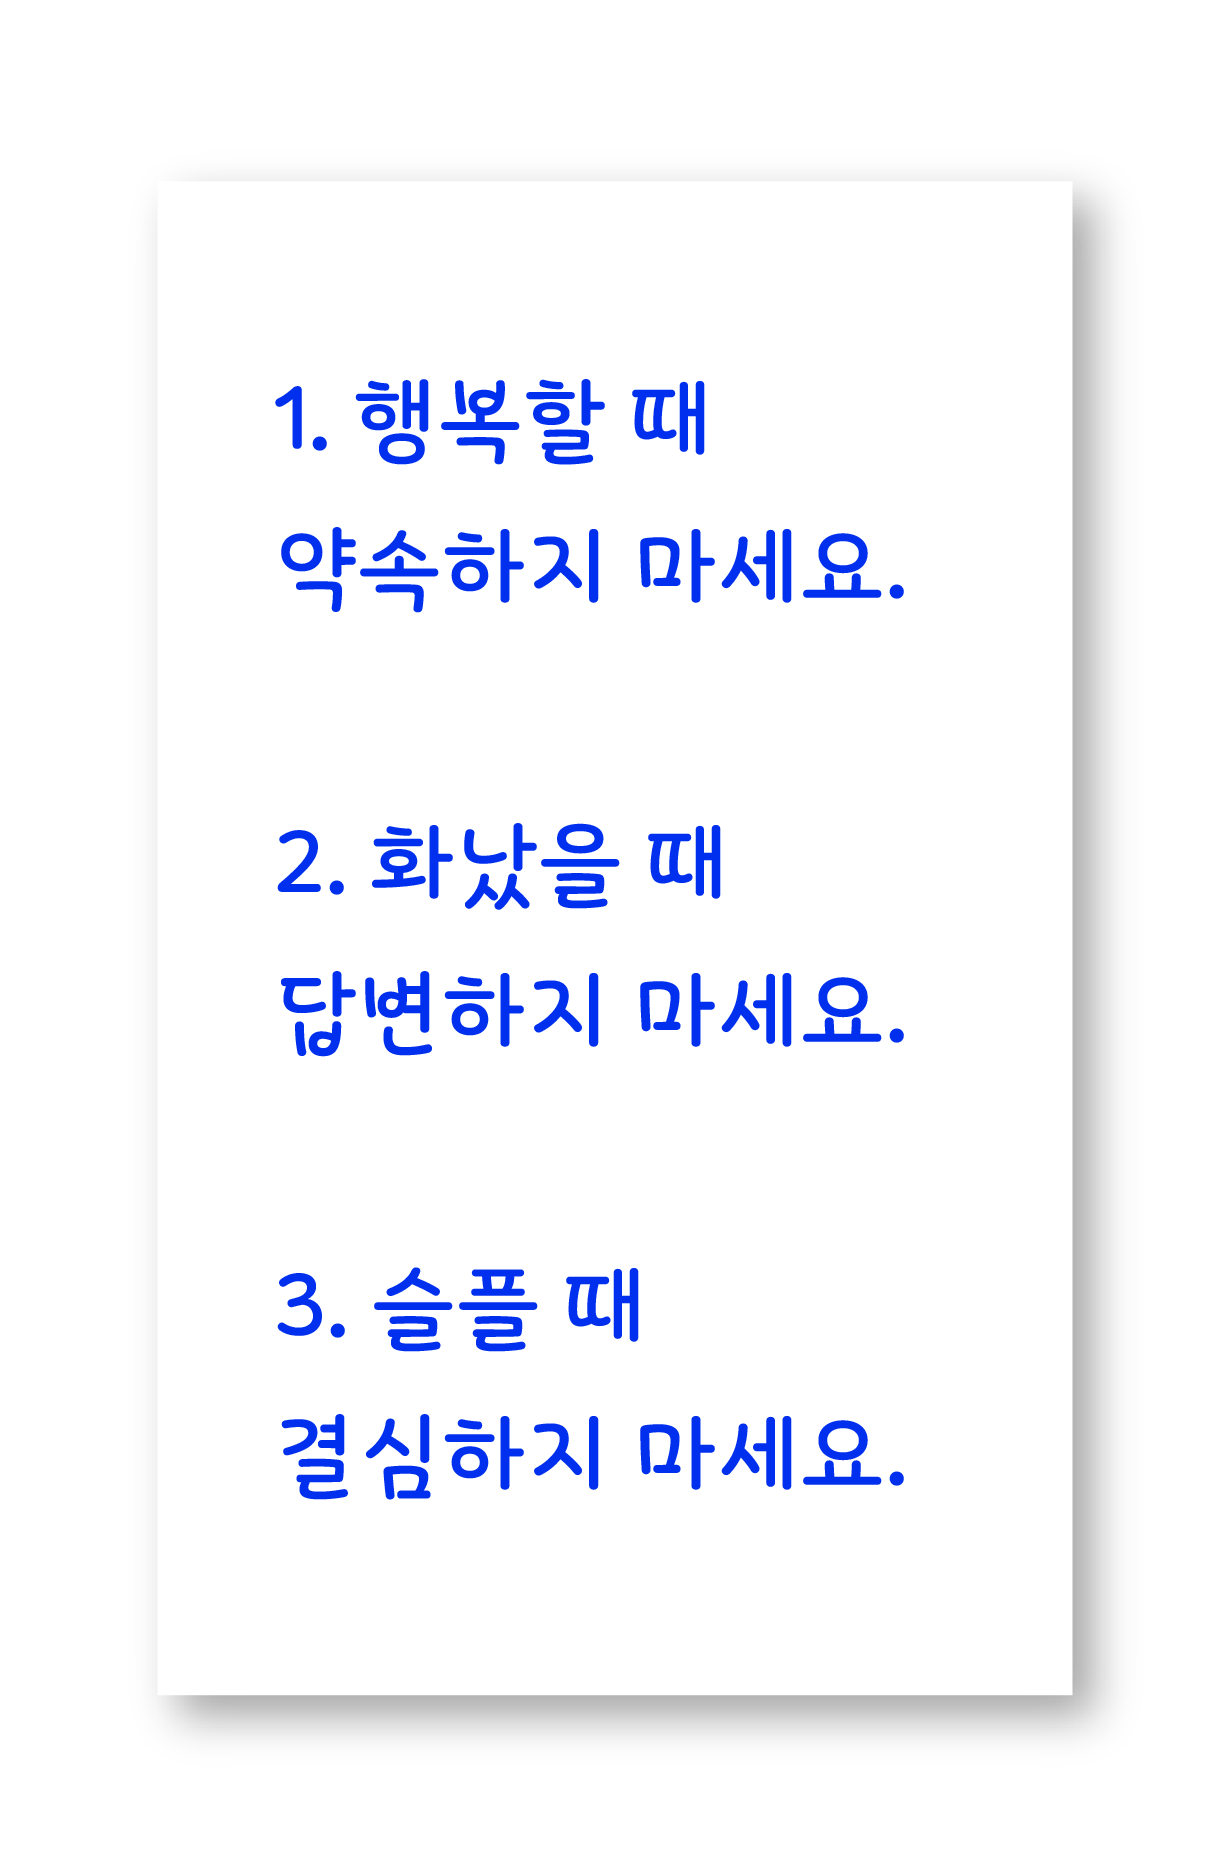 1. 행복할 때
약속하지 마세요.
2. 화났을 때
답변하지 마세요.
3. 슬플 때
결심하지 마세요.